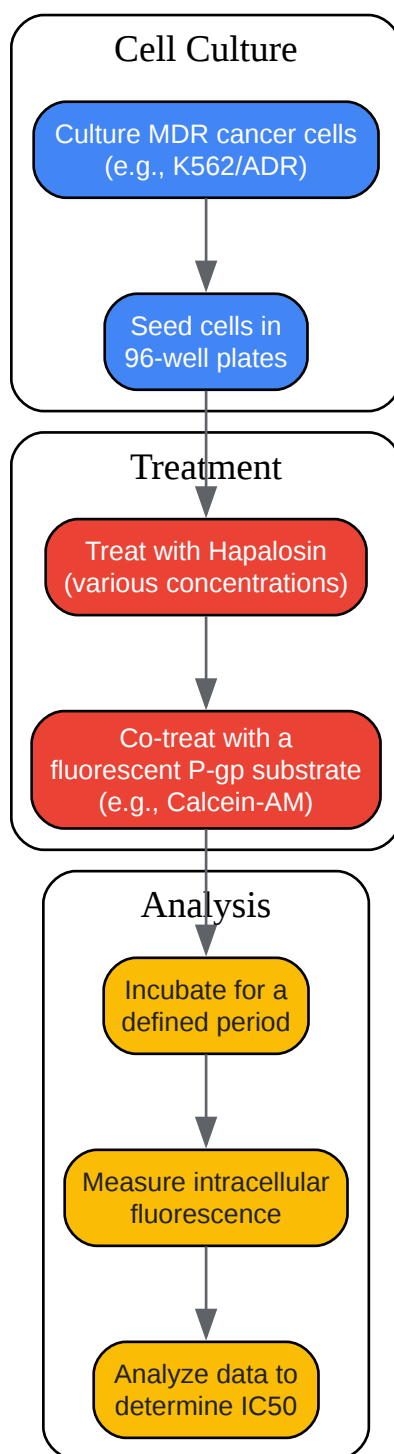 Cell Culture
Culture MDR cancer cells
(e.g., K562/ADR)
Seed cells in
96-well plates
Treatment
Treat with Hapalosin
(various concentrations)
Co-treat with a
fluorescent P-gp substrate
(e.g., Calcein-AM)
Analysis
Incubate for a
defined period
Measure intracellular
fluorescence
Analyze data to
determine IC50